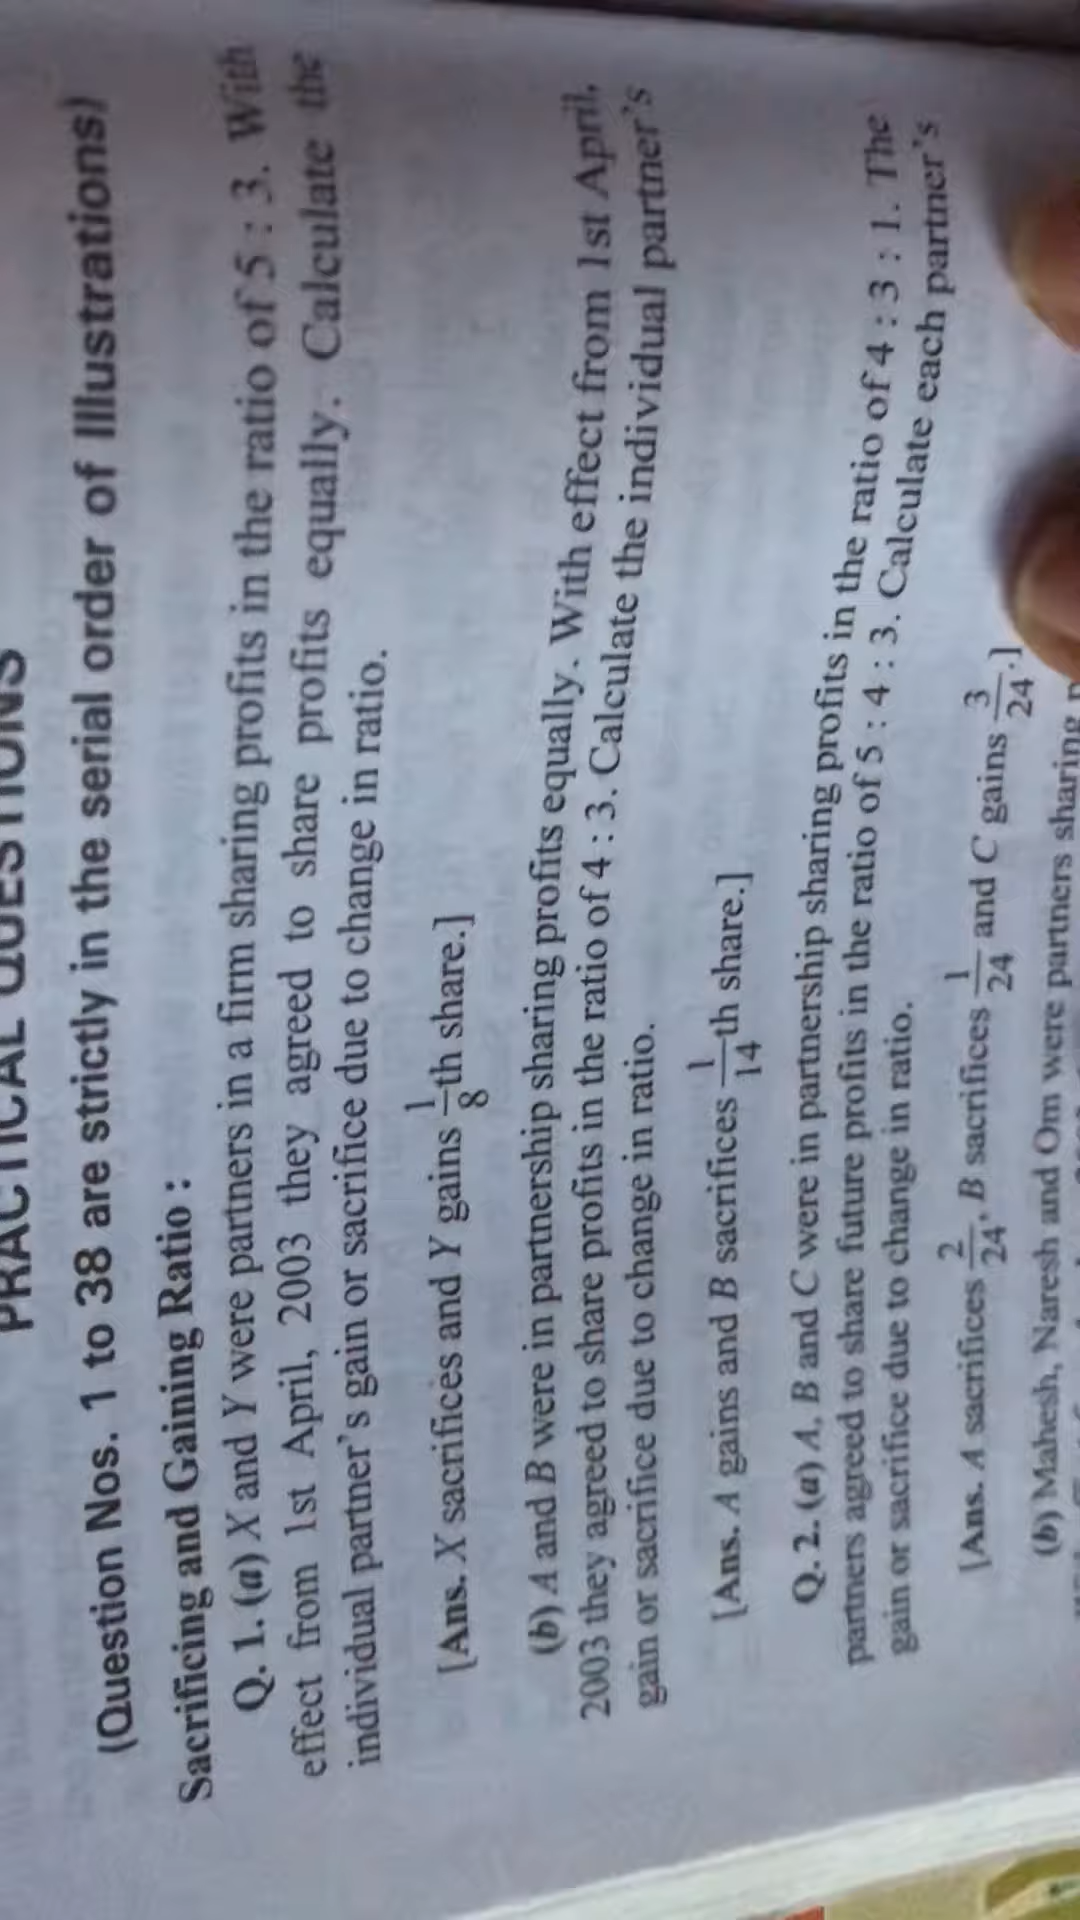 PRACTICAL QUESTIONS
(Question Nos. 1 to 38 are strictly in the serial order of Illustrations)
Sacrificing and Gaining Ratio :
Q. 1. (a) X and Y were partners in a firm sharing profits in the ratio of 5 : 3. With
effect from 1st April, 2003 they agreed to share profits equally. Calculate the
individual partner's gain or sacrifice due to change in ratio.
[Ans. X sacrifices and Y gains 1/8 th share.]
(b) A and B were in partnership sharing profits equally. With effect from 1st April,
2003 they agreed to share profits in the ratio of 4 : 3. Calculate the individual partner's
gain or sacrifice due to change in ratio.
[Ans. A gains and B sacrifices 1/14 th share.]
Q. 2. (a) A, B and C were in partnership sharing profits in the ratio of 4 : 3 : 1. The
partners agreed to share future profits in the ratio of 5 : 4 : 3. Calculate each partner's
gain or sacrifice due to change in ratio.
[Ans. A sacrifices 2/24, B sacrifices 1/24 and C gains 3/24.]
(b) Mahesh, Naresh and Om were partners sharing